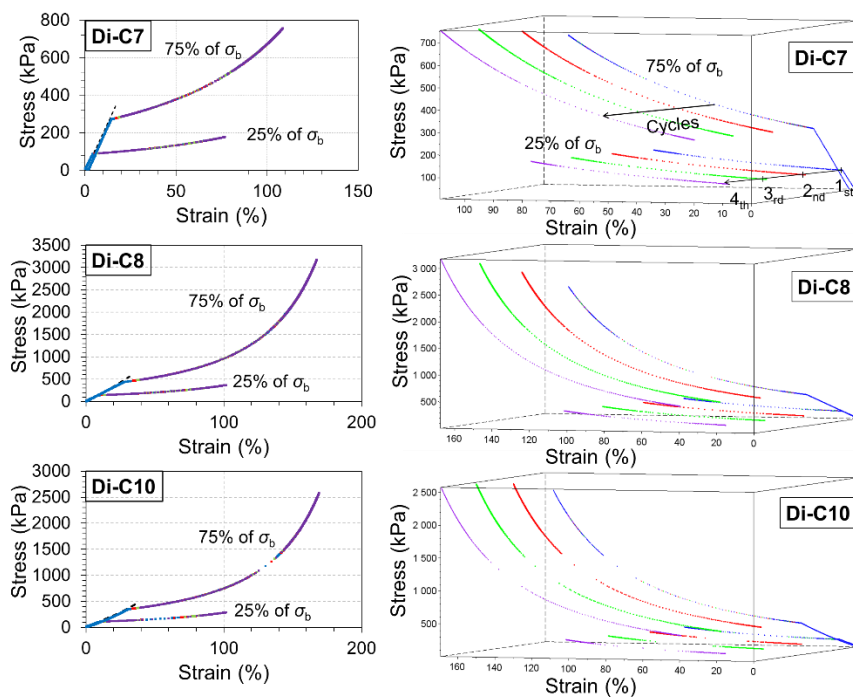 Di-C7
Stress (kPa)
800
600
400
200
0
75% of σb
25% of σb
0 50 100 150
Strain (%)
Di-C7
Stress (kPa)
700
600
500
400
300
200
100
75% of σb
Cycles
25% of σb
1st
2nd
3rd
4th
100 90 80 70 60 50 40 30 20 10 0
Strain (%)
Di-C8
Stress (kPa)
3500
3000
2500
2000
1500
1000
500
0
75% of σb
25% of σb
0 100 200
Strain (%)
Di-C8
Stress (kPa)
3 000
2 500
2 000
1 500
1 000
500
160 140 120 100 80 60 40 20 0
Strain (%)
Di-C10
Stress (kPa)
3000
2500
2000
1500
1000
500
0
75% of σb
25% of σb
0 100 200
Strain (%)
Di-C10
Stress (kPa)
2 500
2 000
1 500
1 000
500
160 140 120 100 80 60 40 20 0
Strain (%)